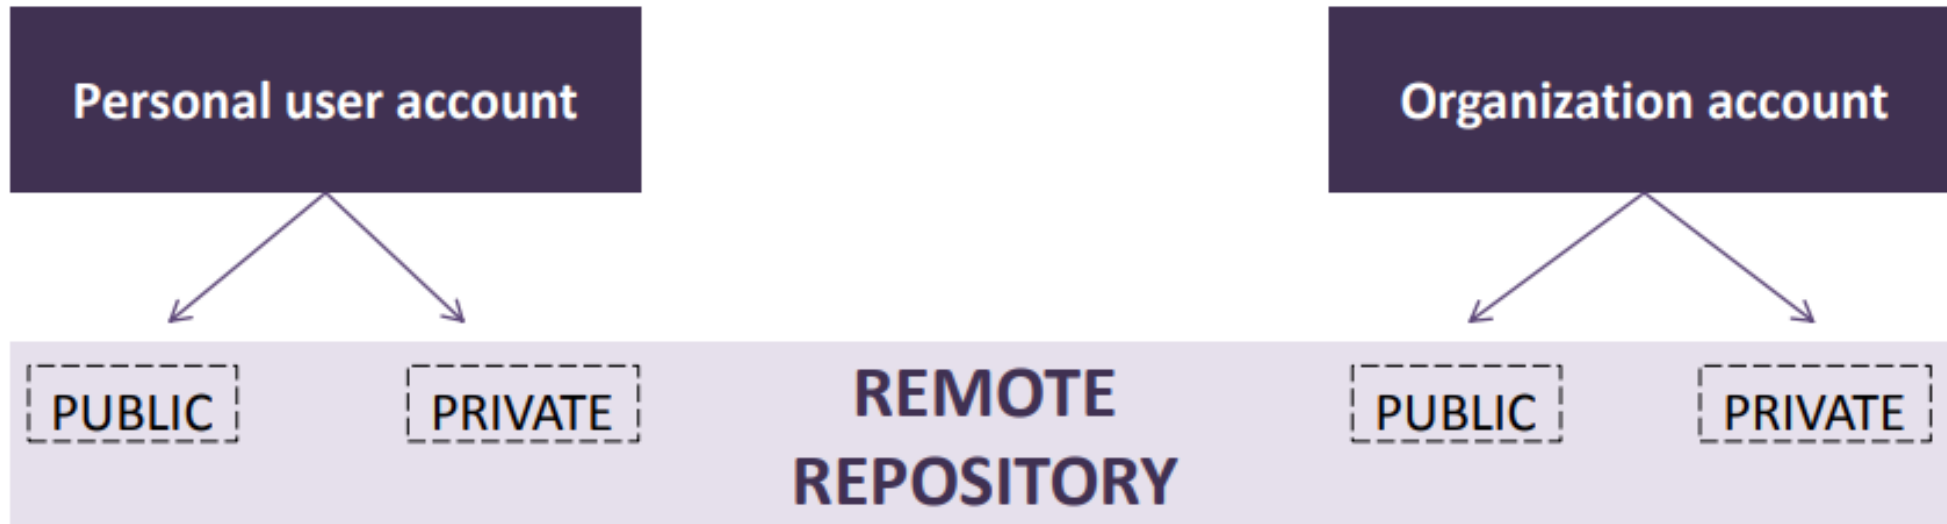 Personal user account
Organization account
PUBLIC
PRIVATE
REMOTE
REPOSITORY
PUBLIC
PRIVATE